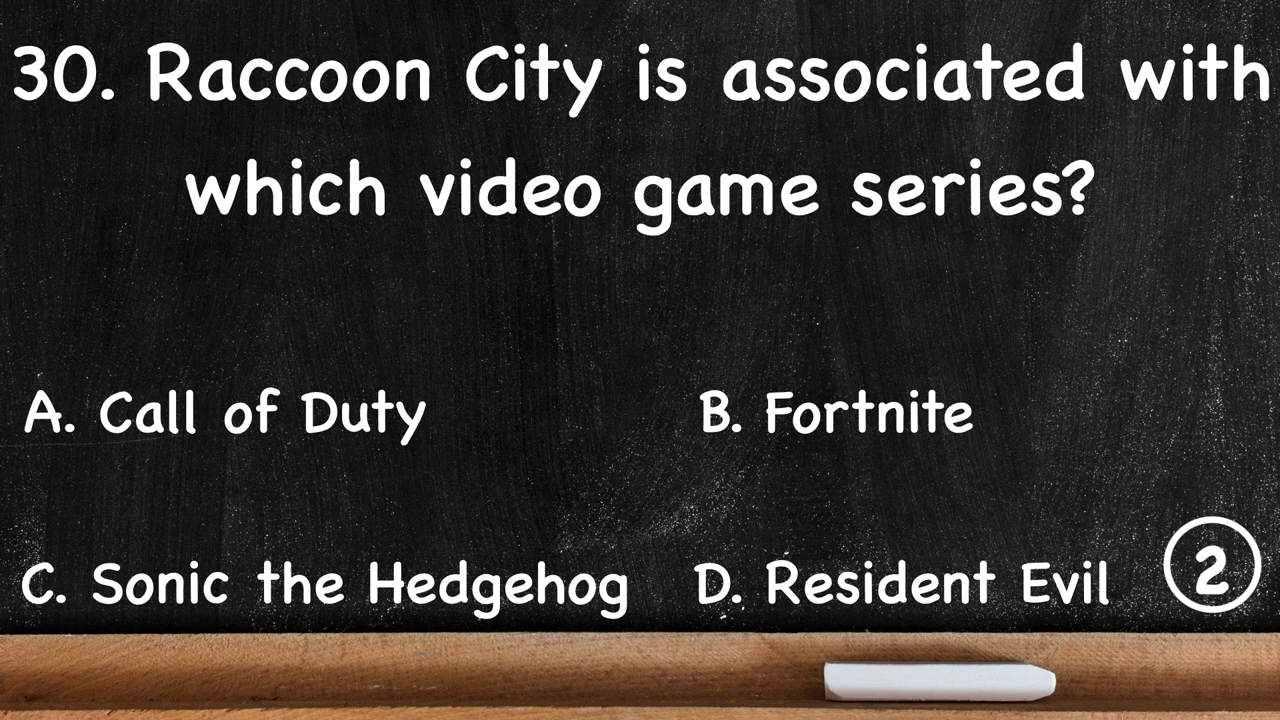 30. Raccoon City is associated with
which video game series?
A. Call of Duty
B. Fortnite
C. Sonic the Hedgehog
D. Resident Evil
2